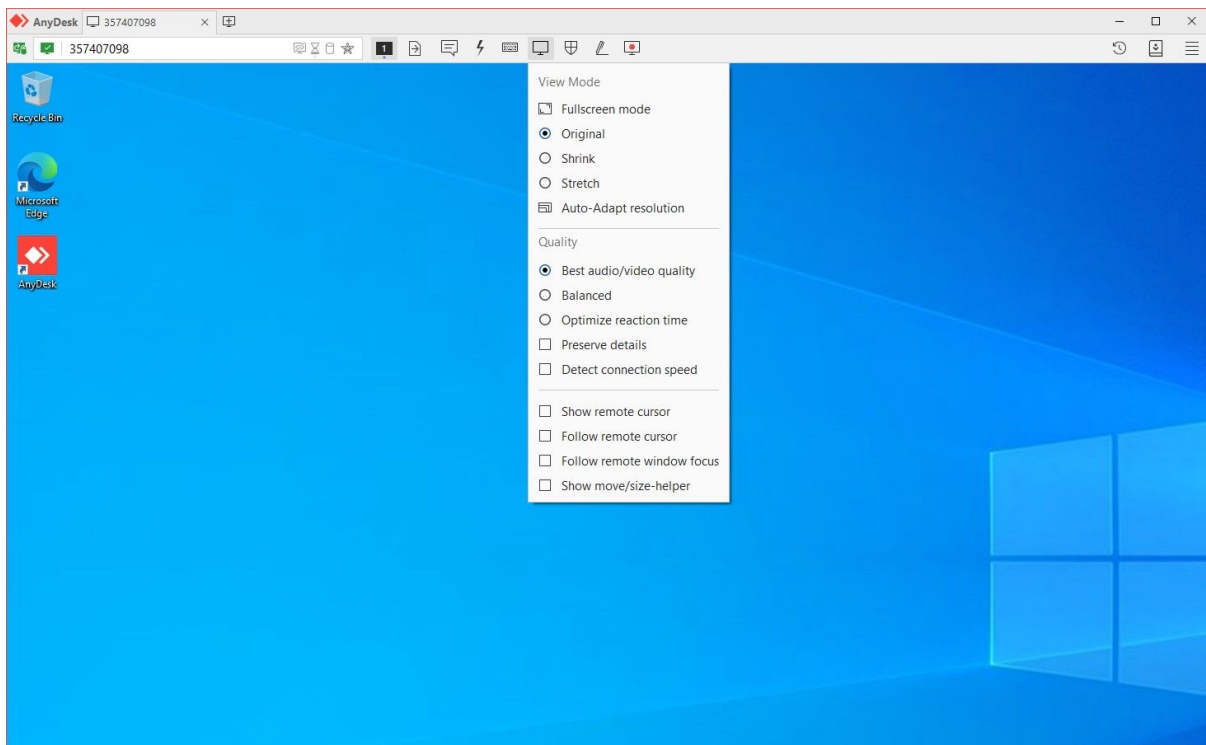 AnyDesk
357407098
357407098
1
View Mode
Fullscreen mode
Original
Shrink
Stretch
Auto-Adapt resolution
Quality
Best audio/video quality
Balanced
Optimize reaction time
Preserve details
Detect connection speed
Show remote cursor
Follow remote cursor
Follow remote window focus
Show move/size-helper
Recycle Bin
Microsoft
Edge
AnyDesk